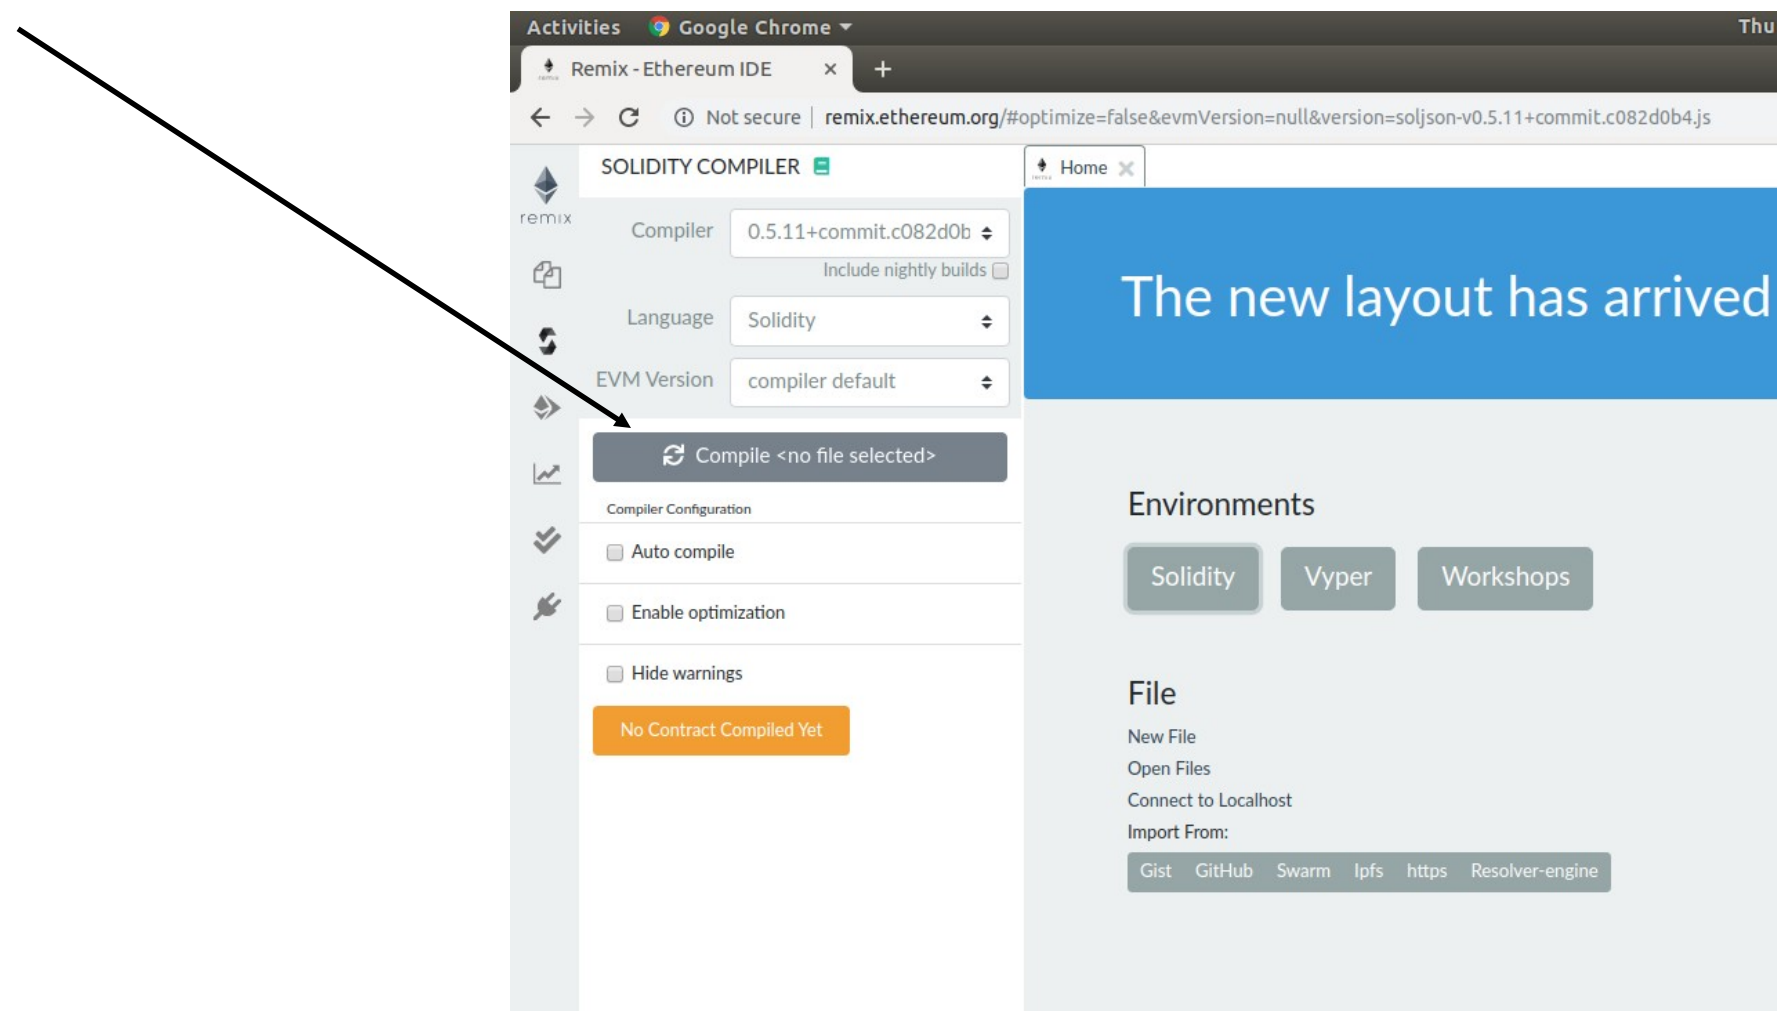 Activities Google Chrome Thu
Remix - Ethereum IDE × +
Not secure | remix.ethereum.org/#optimize=false&evmVersion=null&version=soljson-v0.5.11+commit.c082d0b4.js
remix
SOLIDITY COMPILER
Compiler 0.5.11+commit.c082d0b
Include nightly builds
Language Solidity
EVM Version compiler default
Compile <no file selected>
Compiler Configuration
Auto compile
Enable optimization
Hide warnings
No Contract Compiled Yet
Home
The new layout has arrived
Environments
Solidity Vyper Workshops
File
New File
Open Files
Connect to Localhost
Import From:
Gist GitHub Swarm Ipfs https Resolver-engine